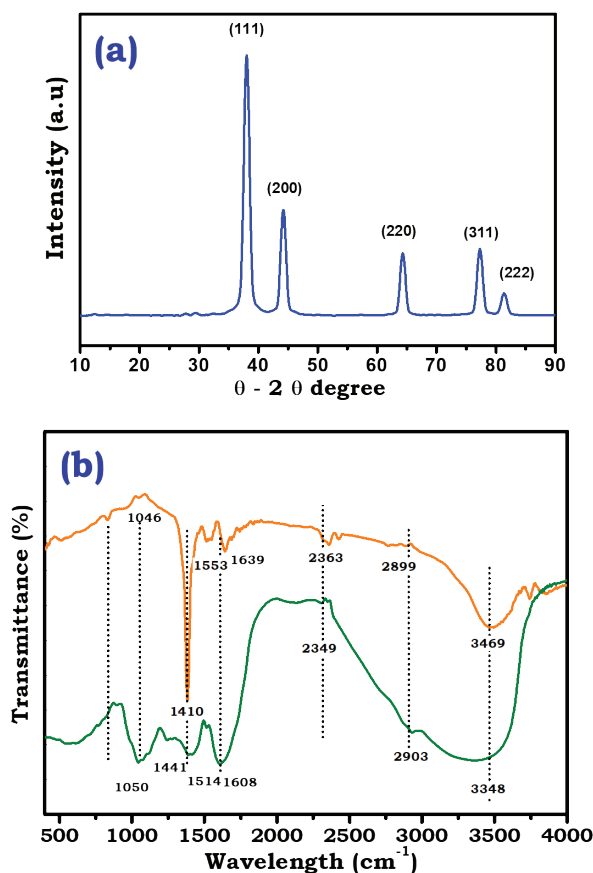 (a)
(111)
(200)
(220)
(311)
(222)
Intensity (a.u)
10 20 30 40 50 60 70 80 90
θ - 2 θ degree
(b)
1046
1553
1639
2363
2899
3469
1410
2349
1050
1441
1514
1608
2903
3348
Transmittance (%)
500 1000 1500 2000 2500 3000 3500 4000
Wavelength (cm⁻¹)